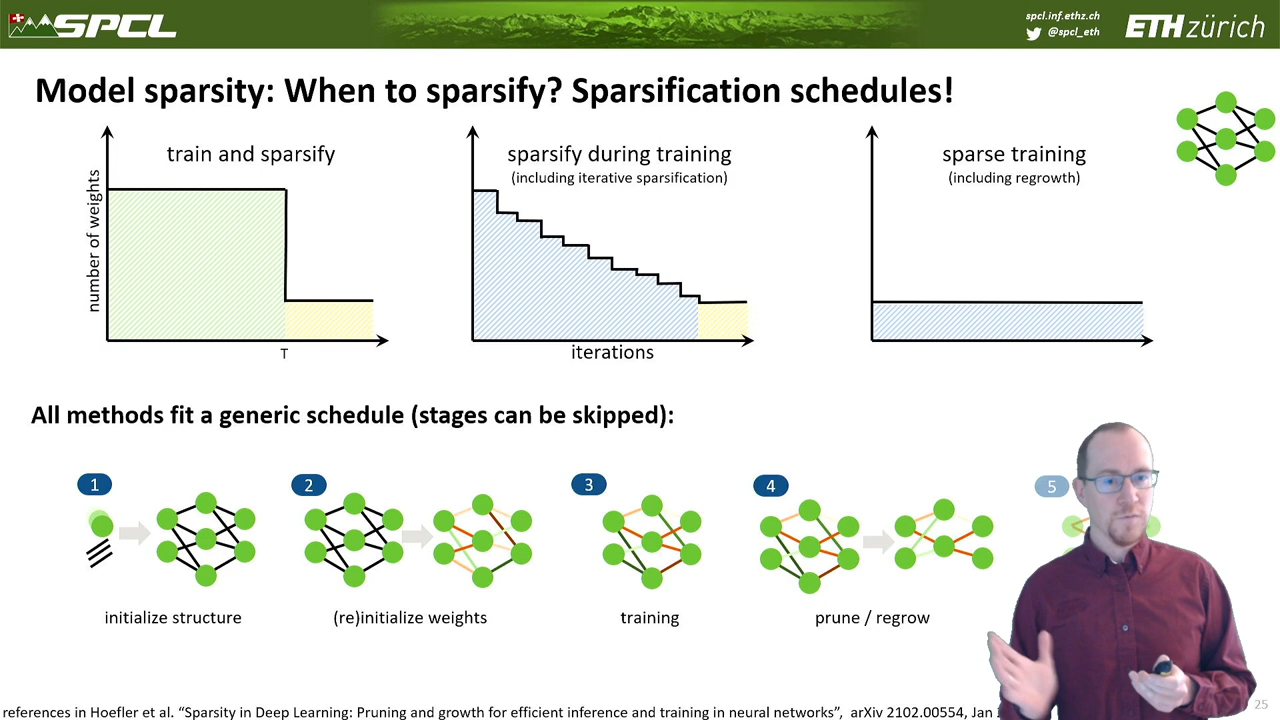 SPCL
spcl.inf.ethz.ch
@spcl_eth
ETH zürich
Model sparsity: When to sparsify? Sparsification schedules!
number of weights
train and sparsify
T
sparsify during training
(including iterative sparsification)
iterations
sparse training
(including regrowth)
All methods fit a generic schedule (stages can be skipped):
1
2
3
4
5
initialize structure
(re)initialize weights
training
prune / regrow
references in Hoefler et al. “Sparsity in Deep Learning: Pruning and growth for efficient inference and training in neural networks”, arXiv 2102.00554, Jan
25